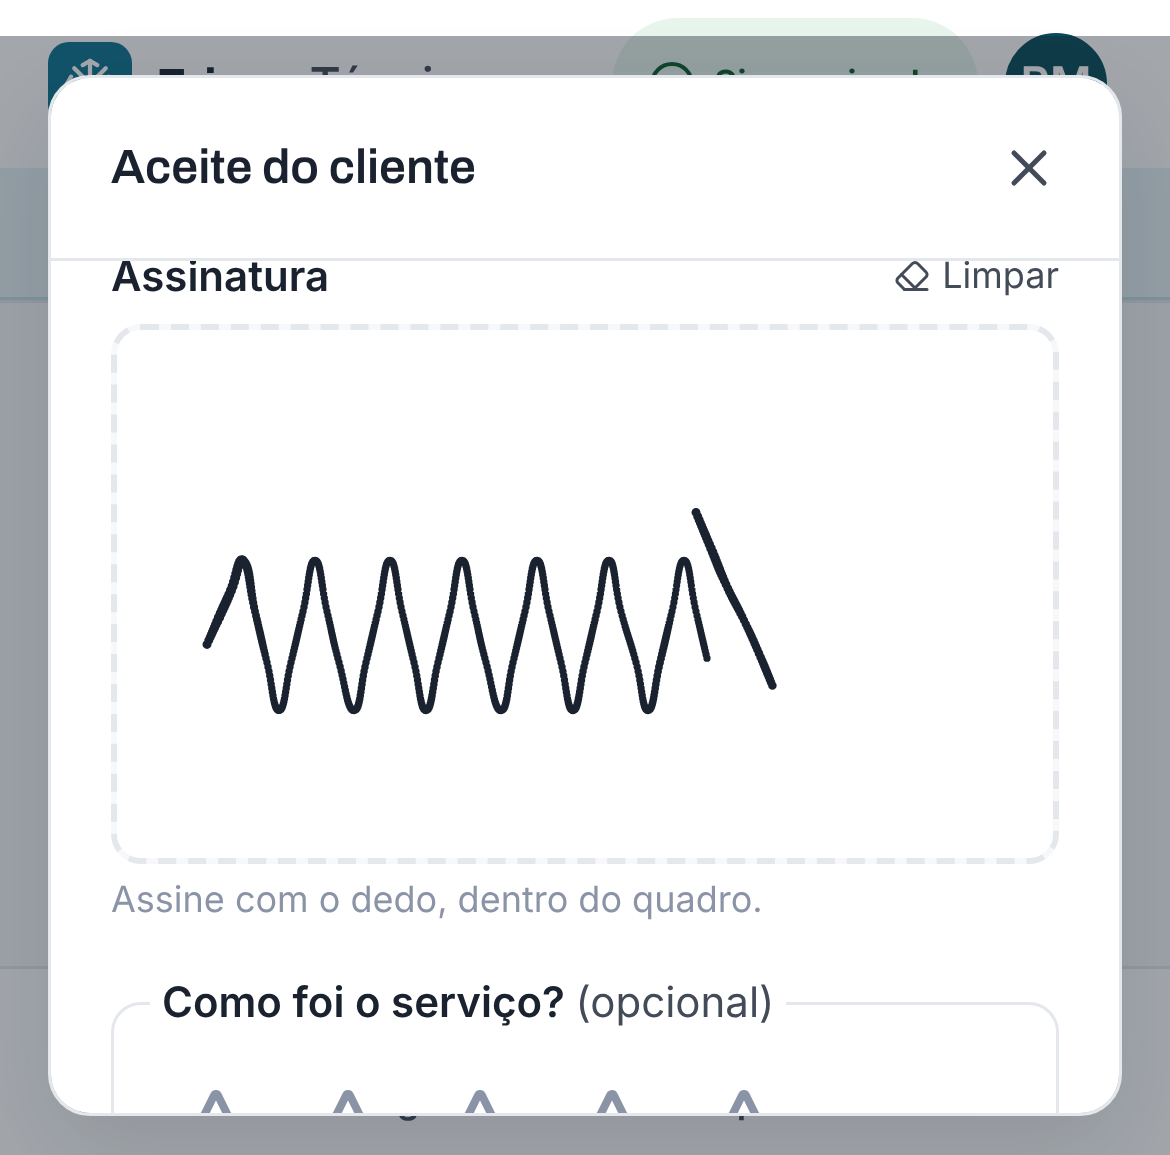 Aceite do cliente
Assinatura
Limpar
Assine com o dedo, dentro do quadro.
Como foi o serviço? (opcional)